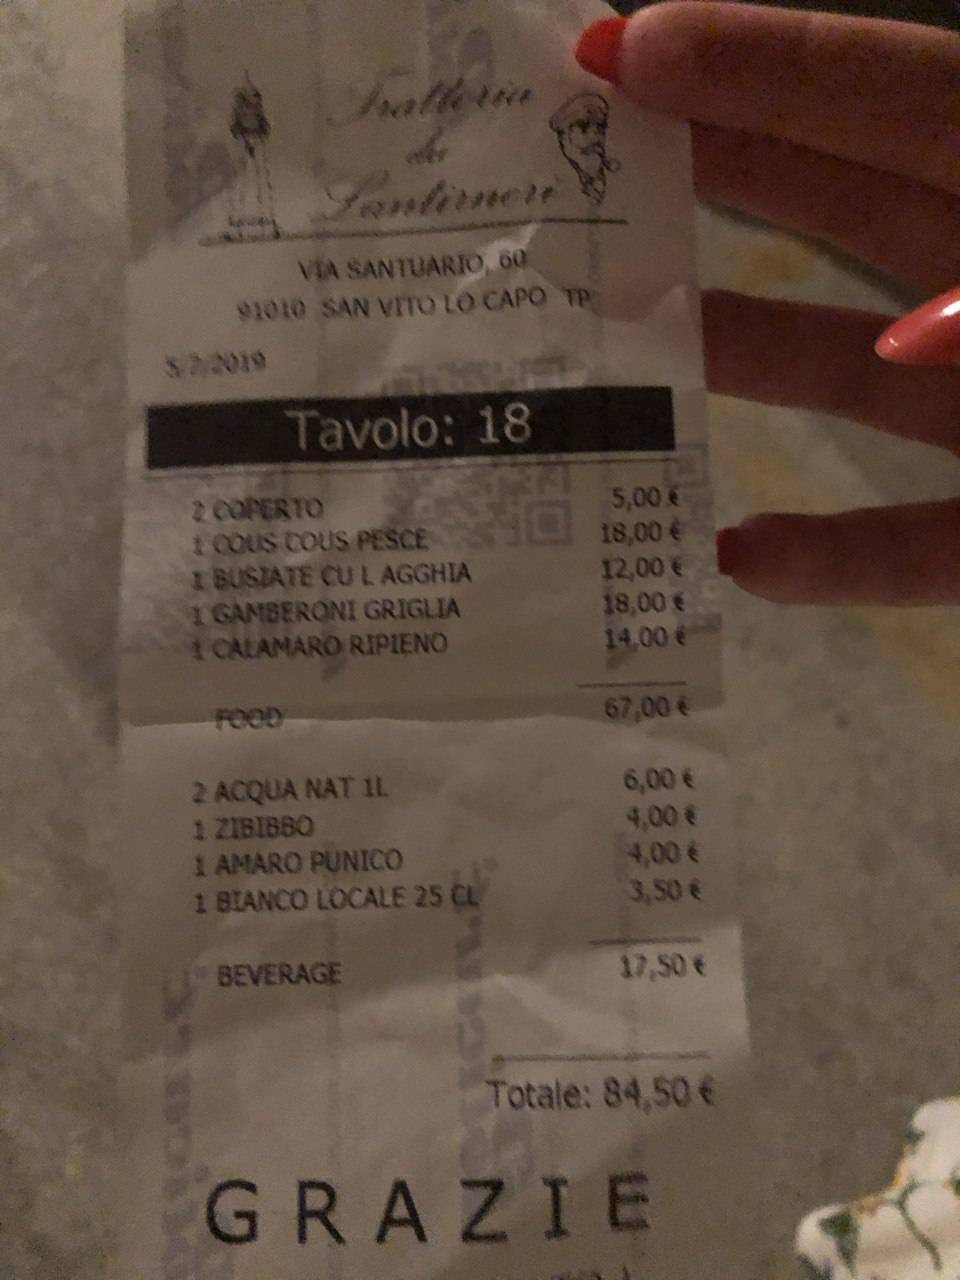 Trattoria
dei
Santirneri
VIA SANTUARIO, 60
91010 SAN VITO LO CAPO TP
5/7/2019
Tavolo: 18
2 COPERTO 5,00 €
1 COUS COUS PESCE 18,00 €
1 BUSIATE CU L AGGHIA 12,00 €
1 GAMBERONI GRIGLIA 18,00 €
1 CALAMARO RIPIENO 14,00 €
FOOD 67,00 €
2 ACQUA NAT 1L 6,00 €
1 ZIBIBBO 4,00 €
1 AMARO PUNICO 4,00 €
1 BIANCO LOCALE 25 CL 3,50 €
BEVERAGE 17,50 €
Totale: 84,50 €
GRAZIE